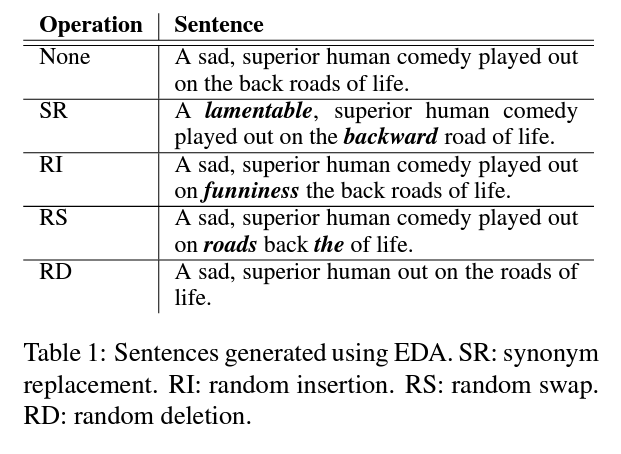 Operation Sentence
None A sad, superior human comedy played out
on the back roads of life.
SR A lamentable, superior human comedy
played out on the backward road of life.
RI A sad, superior human comedy played out
on funniness the back roads of life.
RS A sad, superior human comedy played out
on roads back the of life.
RD A sad, superior human out on the roads of
life.
Table 1: Sentences generated using EDA. SR: synonym
replacement. RI: random insertion. RS: random swap.
RD: random deletion.